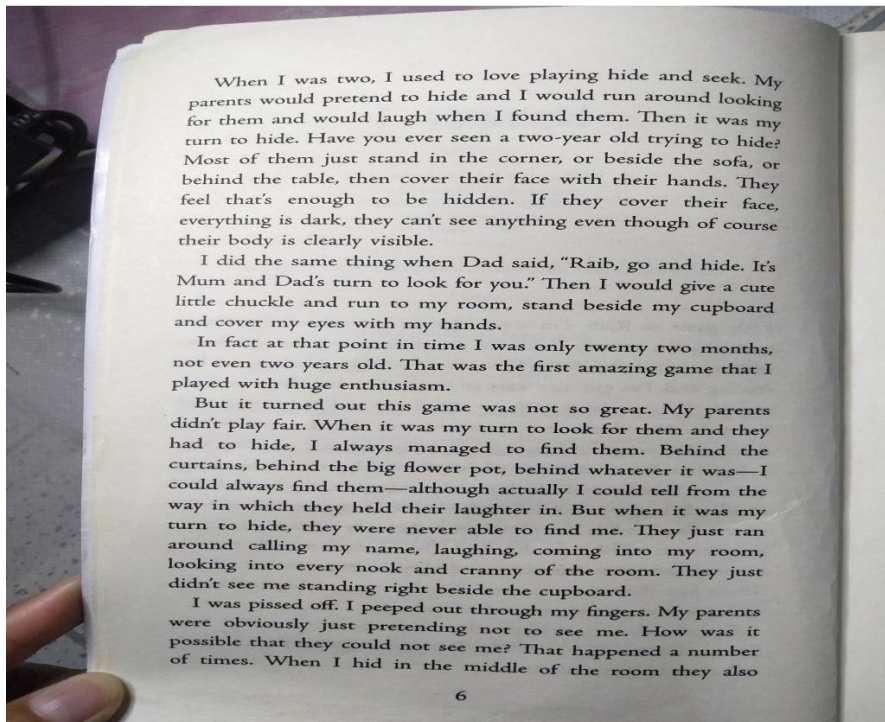 When I was two, I used to love playing hide and seek. My
parents would pretend to hide and I would run around looking
for them and would laugh when I found them. Then it was my
turn to hide. Have you ever seen a two-year old trying to hide?
Most of them just stand in the corner, or beside the sofa, or
behind the table, then cover their face with their hands. They
feel that's enough to be hidden. If they cover their face,
everything is dark, they can't see anything even though of course
their body is clearly visible.
I did the same thing when Dad said, “Raib, go and hide. It's
Mum and Dad's turn to look for you.” Then I would give a cute
little chuckle and run to my room, stand beside my cupboard
and cover my eyes with my hands.
In fact at that point in time I was only twenty two months,
not even two years old. That was the first amazing game that I
played with huge enthusiasm.
But it turned out this game was not so great. My parents
didn't play fair. When it was my turn to look for them and they
had to hide, I always managed to find them. Behind the
curtains, behind the big flower pot, behind whatever it was—I
could always find them—although actually I could tell from the
way in which they held their laughter in. But when it was my
turn to hide, they were never able to find me. They just ran
around calling my name, laughing, coming into my room,
looking into every nook and cranny of the room. They just
didn't see me standing right beside the cupboard.
I was pissed off. I peeped out through my fingers. My parents
were obviously just pretending not to see me. How was it
possible that they could not see me? That happened a number
of times. When I hid in the middle of the room they also
6